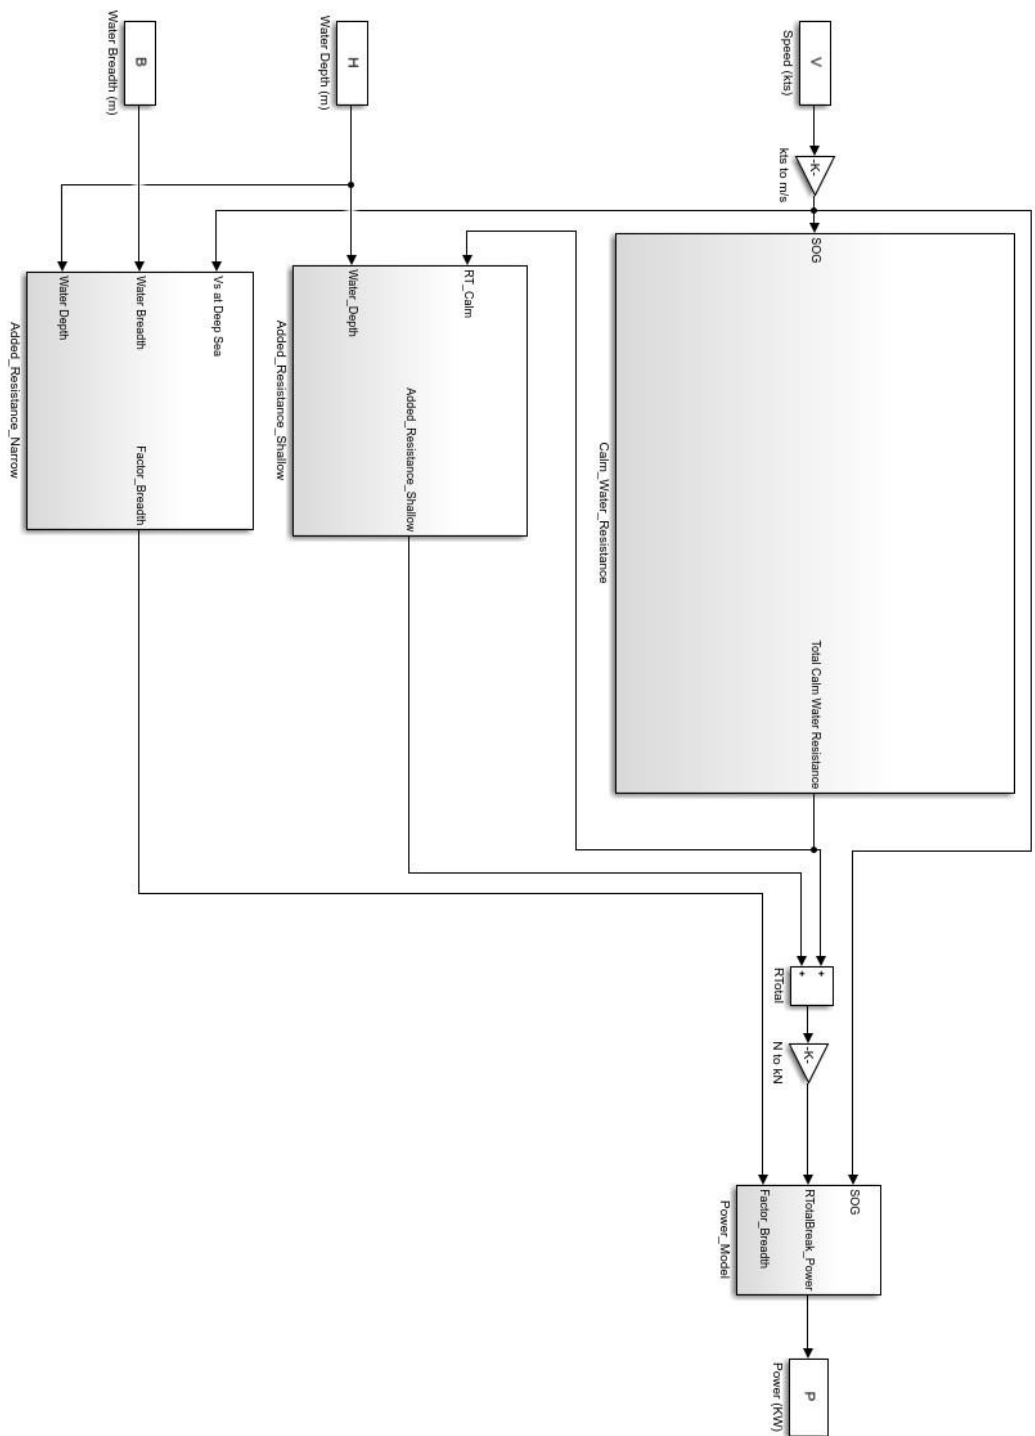 V
Speed (kts)
-K-
kts to m/s
SOG
Total Calm Water Resistance
Calm_Water_Resistance
H
Water Depth (m)
RT_Calm
Water_Depth
Added_Resistance_Shallow
Added_Resistance_Shallow
B
Water Breadth (m)
Vs at Deep Sea
Water Breadth
Water Depth
Factor_Breadth
Added_Resistance_Narrow
+
+
RTotal
-K-
N to kN
SOG
RTotalBreak_Power
Factor_Breadth
Power_Model
P
Power (KW)